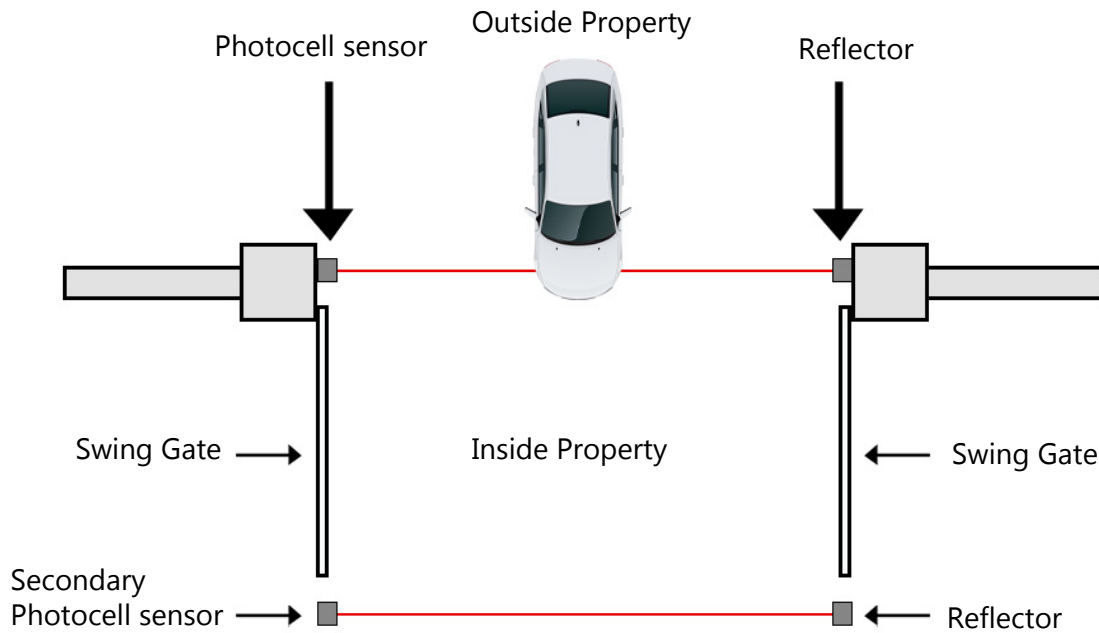 Outside Property
Photocell sensor
Reflector
Swing Gate
Inside Property
Swing Gate
Secondary
Photocell sensor
Reflector